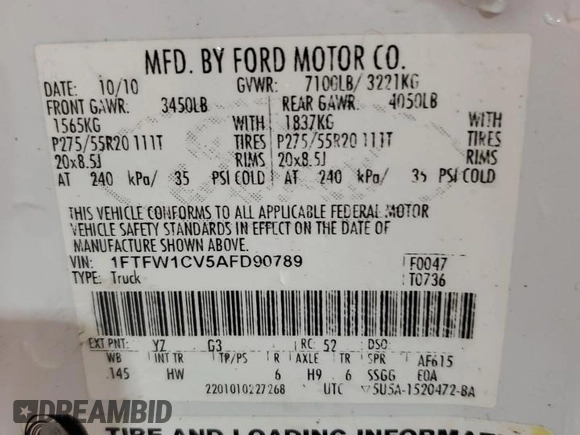 MFD. BY FORD MOTOR CO.
DATE: 10/10 GVWR: 7100LB/ 3221KG
FRONT GAWR: 3450LB REAR GAWR: 4050LB
1565KG WITH 1837KG WITH
P275/55R20 111T TIRES P275/55R20 111T TIRES
20x8.5J RIMS 20x8.5J RIMS
AT 240 kPa/ 35 PSI COLD AT 240 kPa/ 35 PSI COLD
THIS VEHICLE CONFORMS TO ALL APPLICABLE FEDERAL MOTOR
VEHICLE SAFETY STANDARDS IN EFFECT ON THE DATE OF
MANUFACTURE SHOWN ABOVE.
VIN: 1FTFW1CV5AFD90789 F0047
TYPE: Truck T0736
EXT PNT: YZ G3 RC: 52 DSO:
WB INT TR TP/PS R AXLE TR SPR AF615
145 HW 6 H9 6 SSGG E0A
2201010227268 UTC 5U5A-1520472-BA
DREAMBID
TIRE AND LOADING INFORMATION